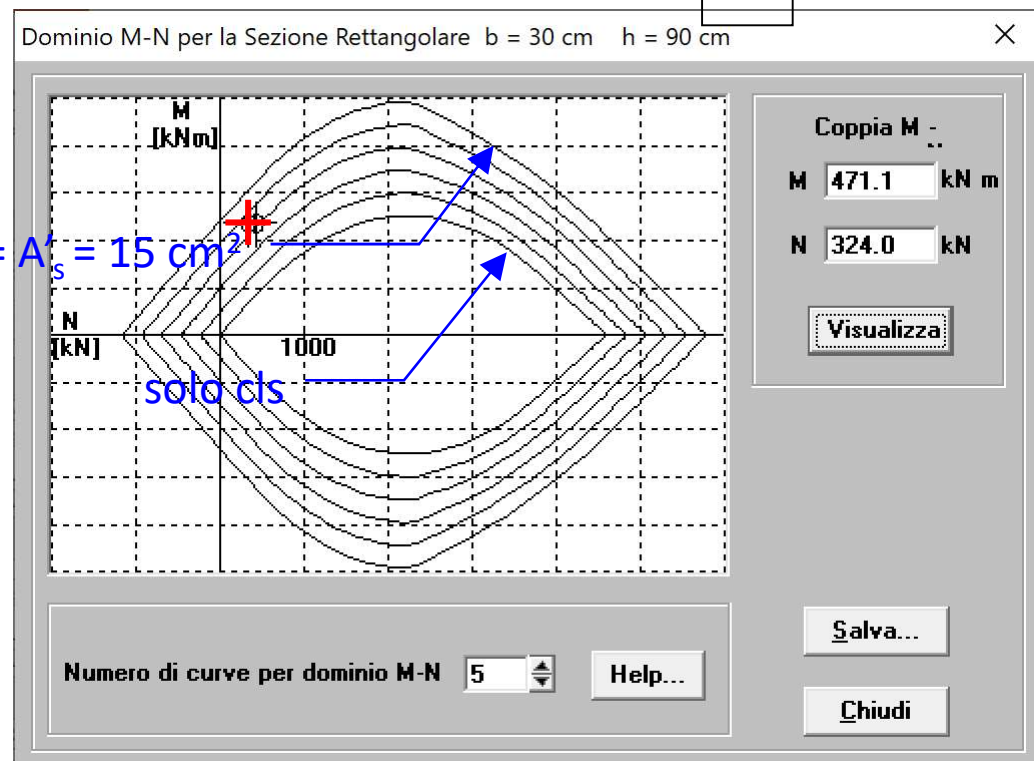 Dominio M-N per la Sezione Rettangolare b = 30 cm h = 90 cm
M
[kNm]
= A's = 15 cm²
N
[kN]
1000
solo cls
Coppia M -
M 471.1 kN m
N 324.0 kN
Visualizza
Numero di curve per dominio M-N 5
Help...
Salva...
Chiudi